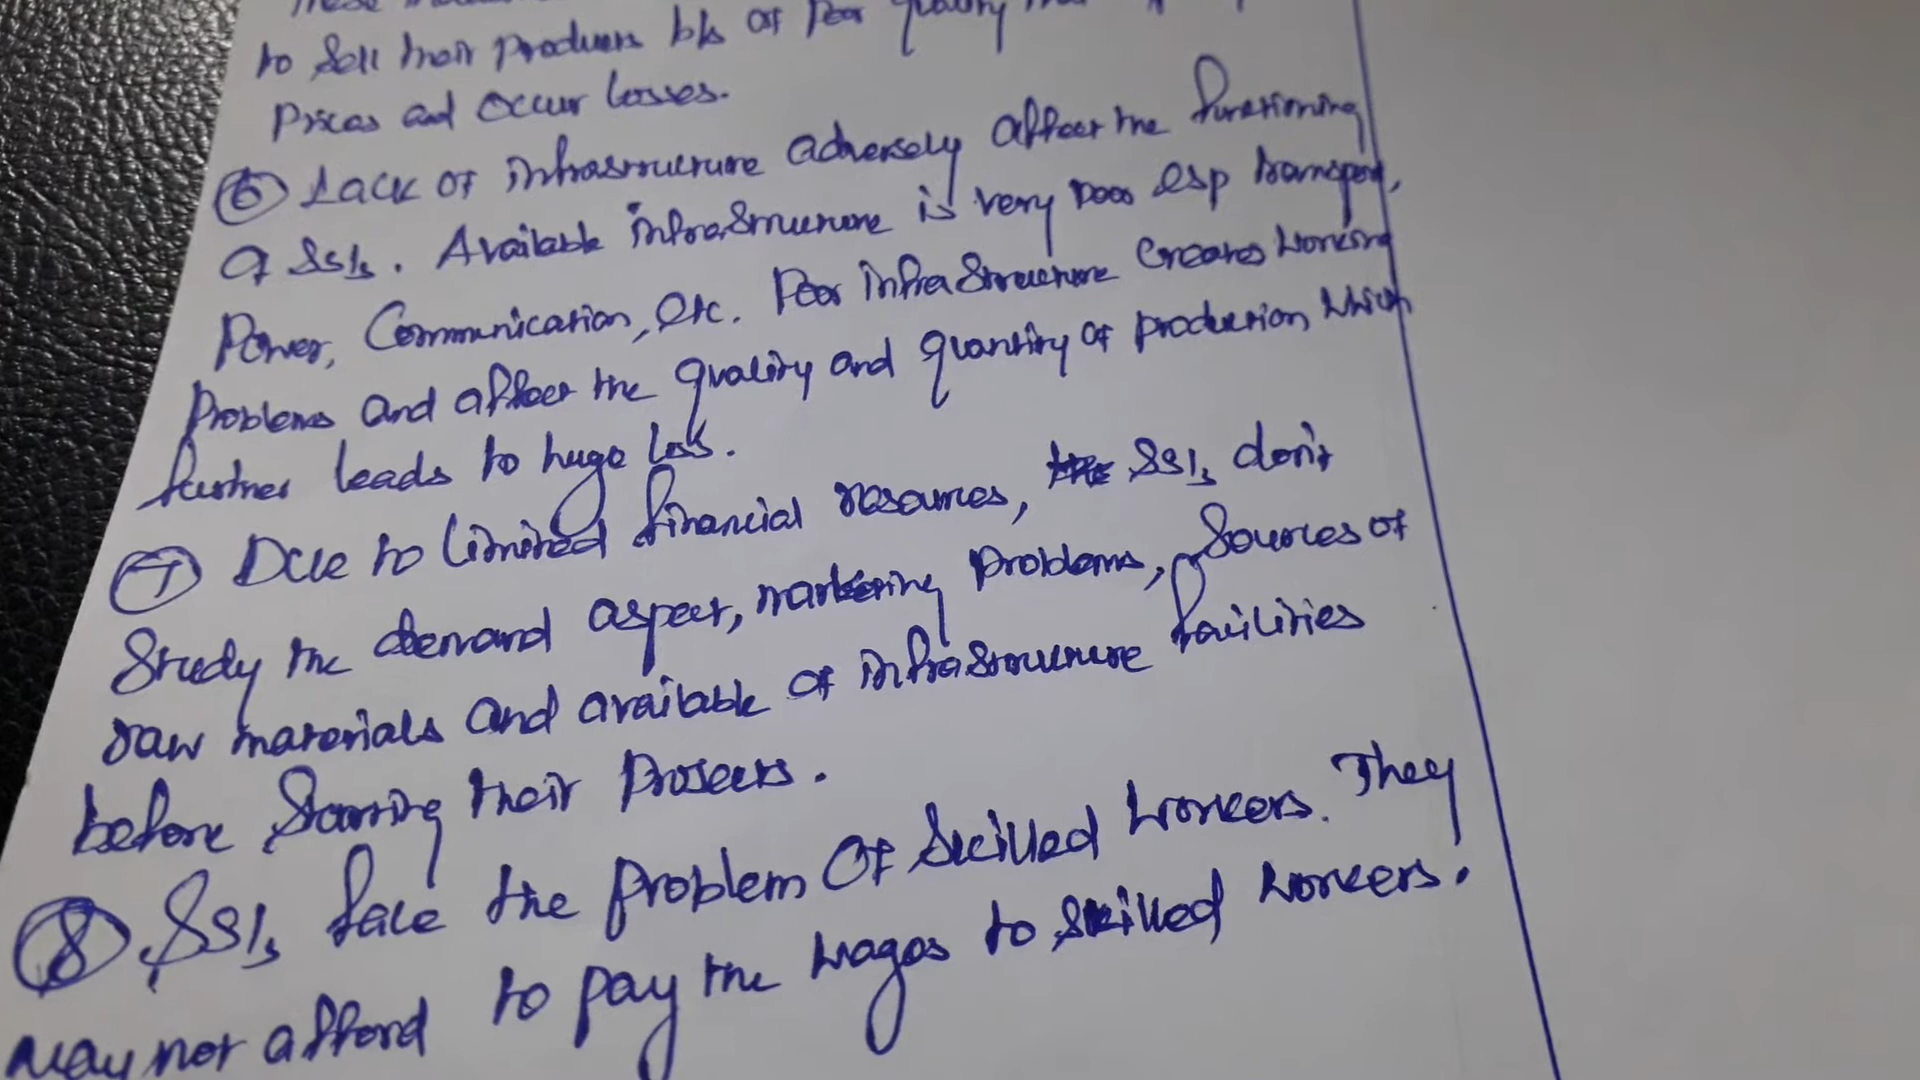 These
to Sell their products b/s of Poor quality
Prices and occur losses.
⑥ Lack of infrastructure adversely affect the functioning
of SSIs. Available infrastructure is very poor esp transport,
Power, Communication, etc. Poor infrastructure creates working
Problems and affect the quality and quantity of production which
further leads to huge loss.
⑦ Due to limited financial resources, the SSIs don't
Study the demand aspect, marketing problems, Sources of
raw materials and available of infrastructure facilities
before Starting their Projects.
⑧ SSIs face the problem of skilled workers. They
may not afford to pay the wages to skilled workers.